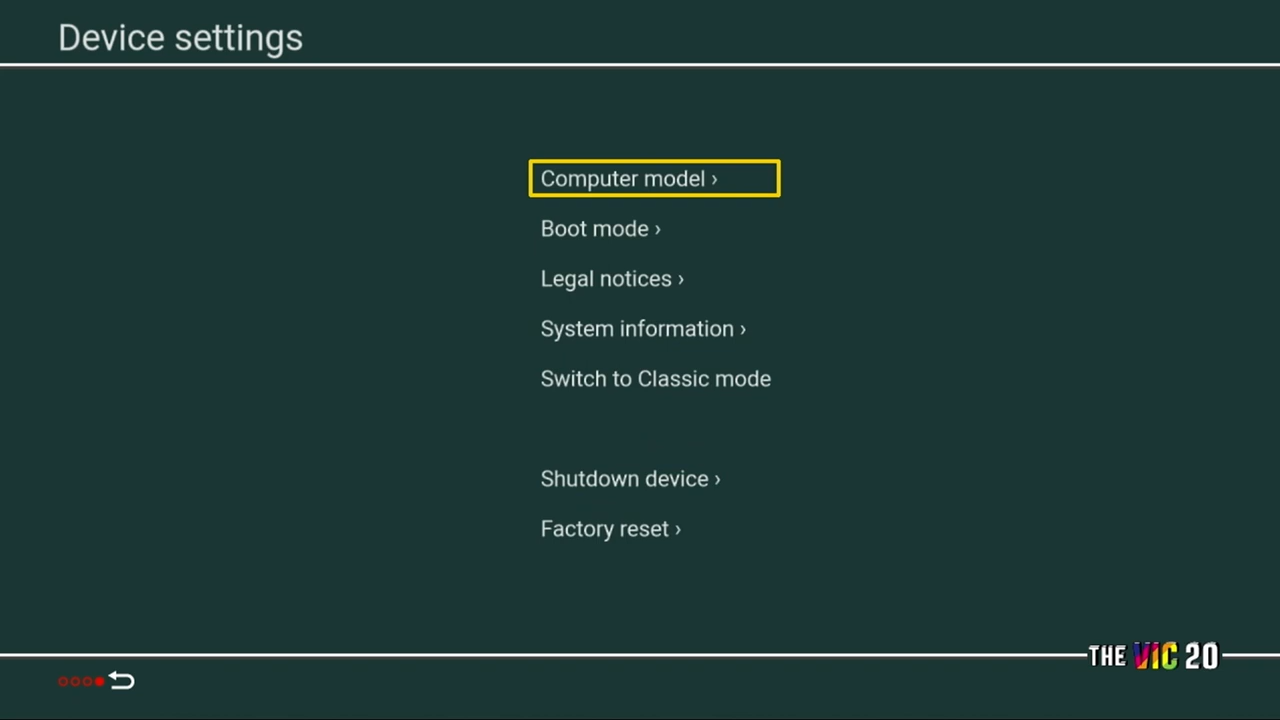 Device settings
Computer model ›
Boot mode ›
Legal notices ›
System information ›
Switch to Classic mode
Shutdown device ›
Factory reset ›
THE VIC 20